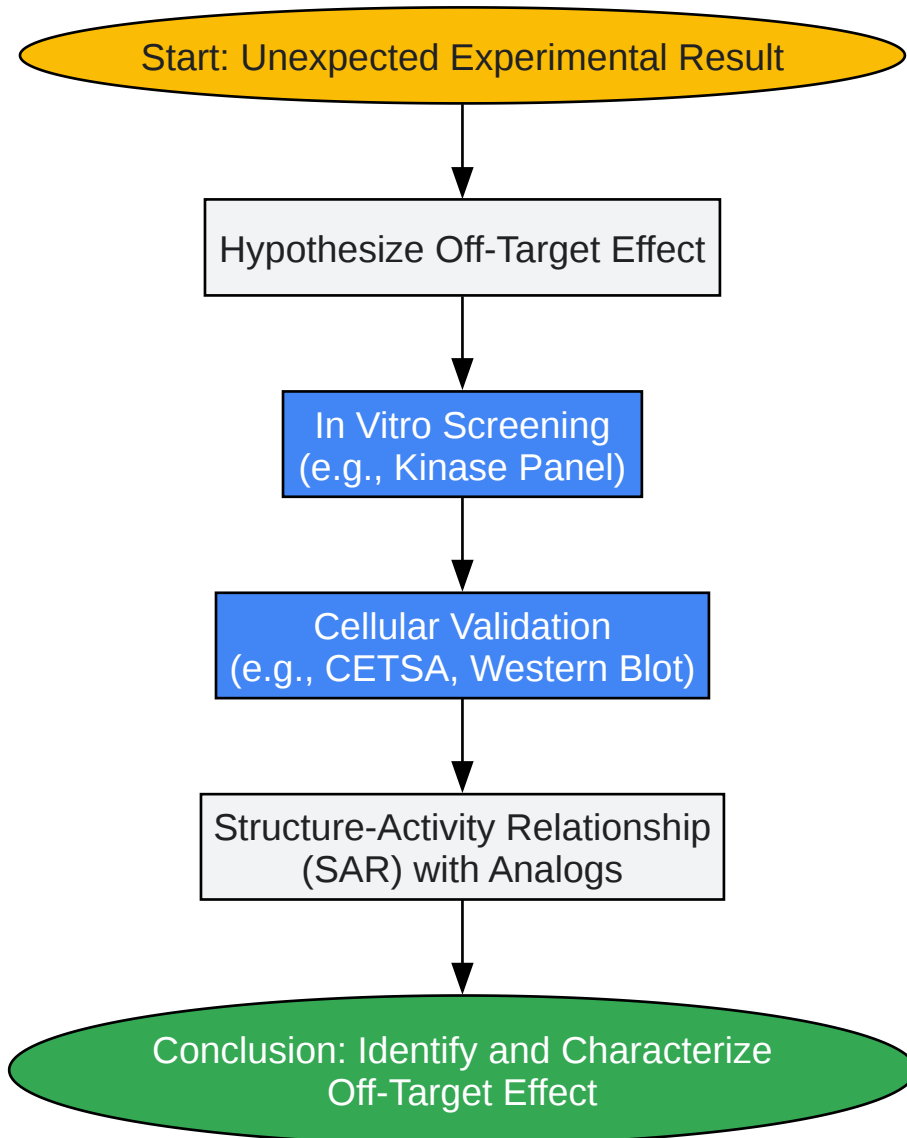 Start: Unexpected Experimental Result
Hypothesize Off-Target Effect
In Vitro Screening
(e.g., Kinase Panel)
Cellular Validation
(e.g., CETSA, Western Blot)
Structure-Activity Relationship
(SAR) with Analogs
Conclusion: Identify and Characterize
Off-Target Effect